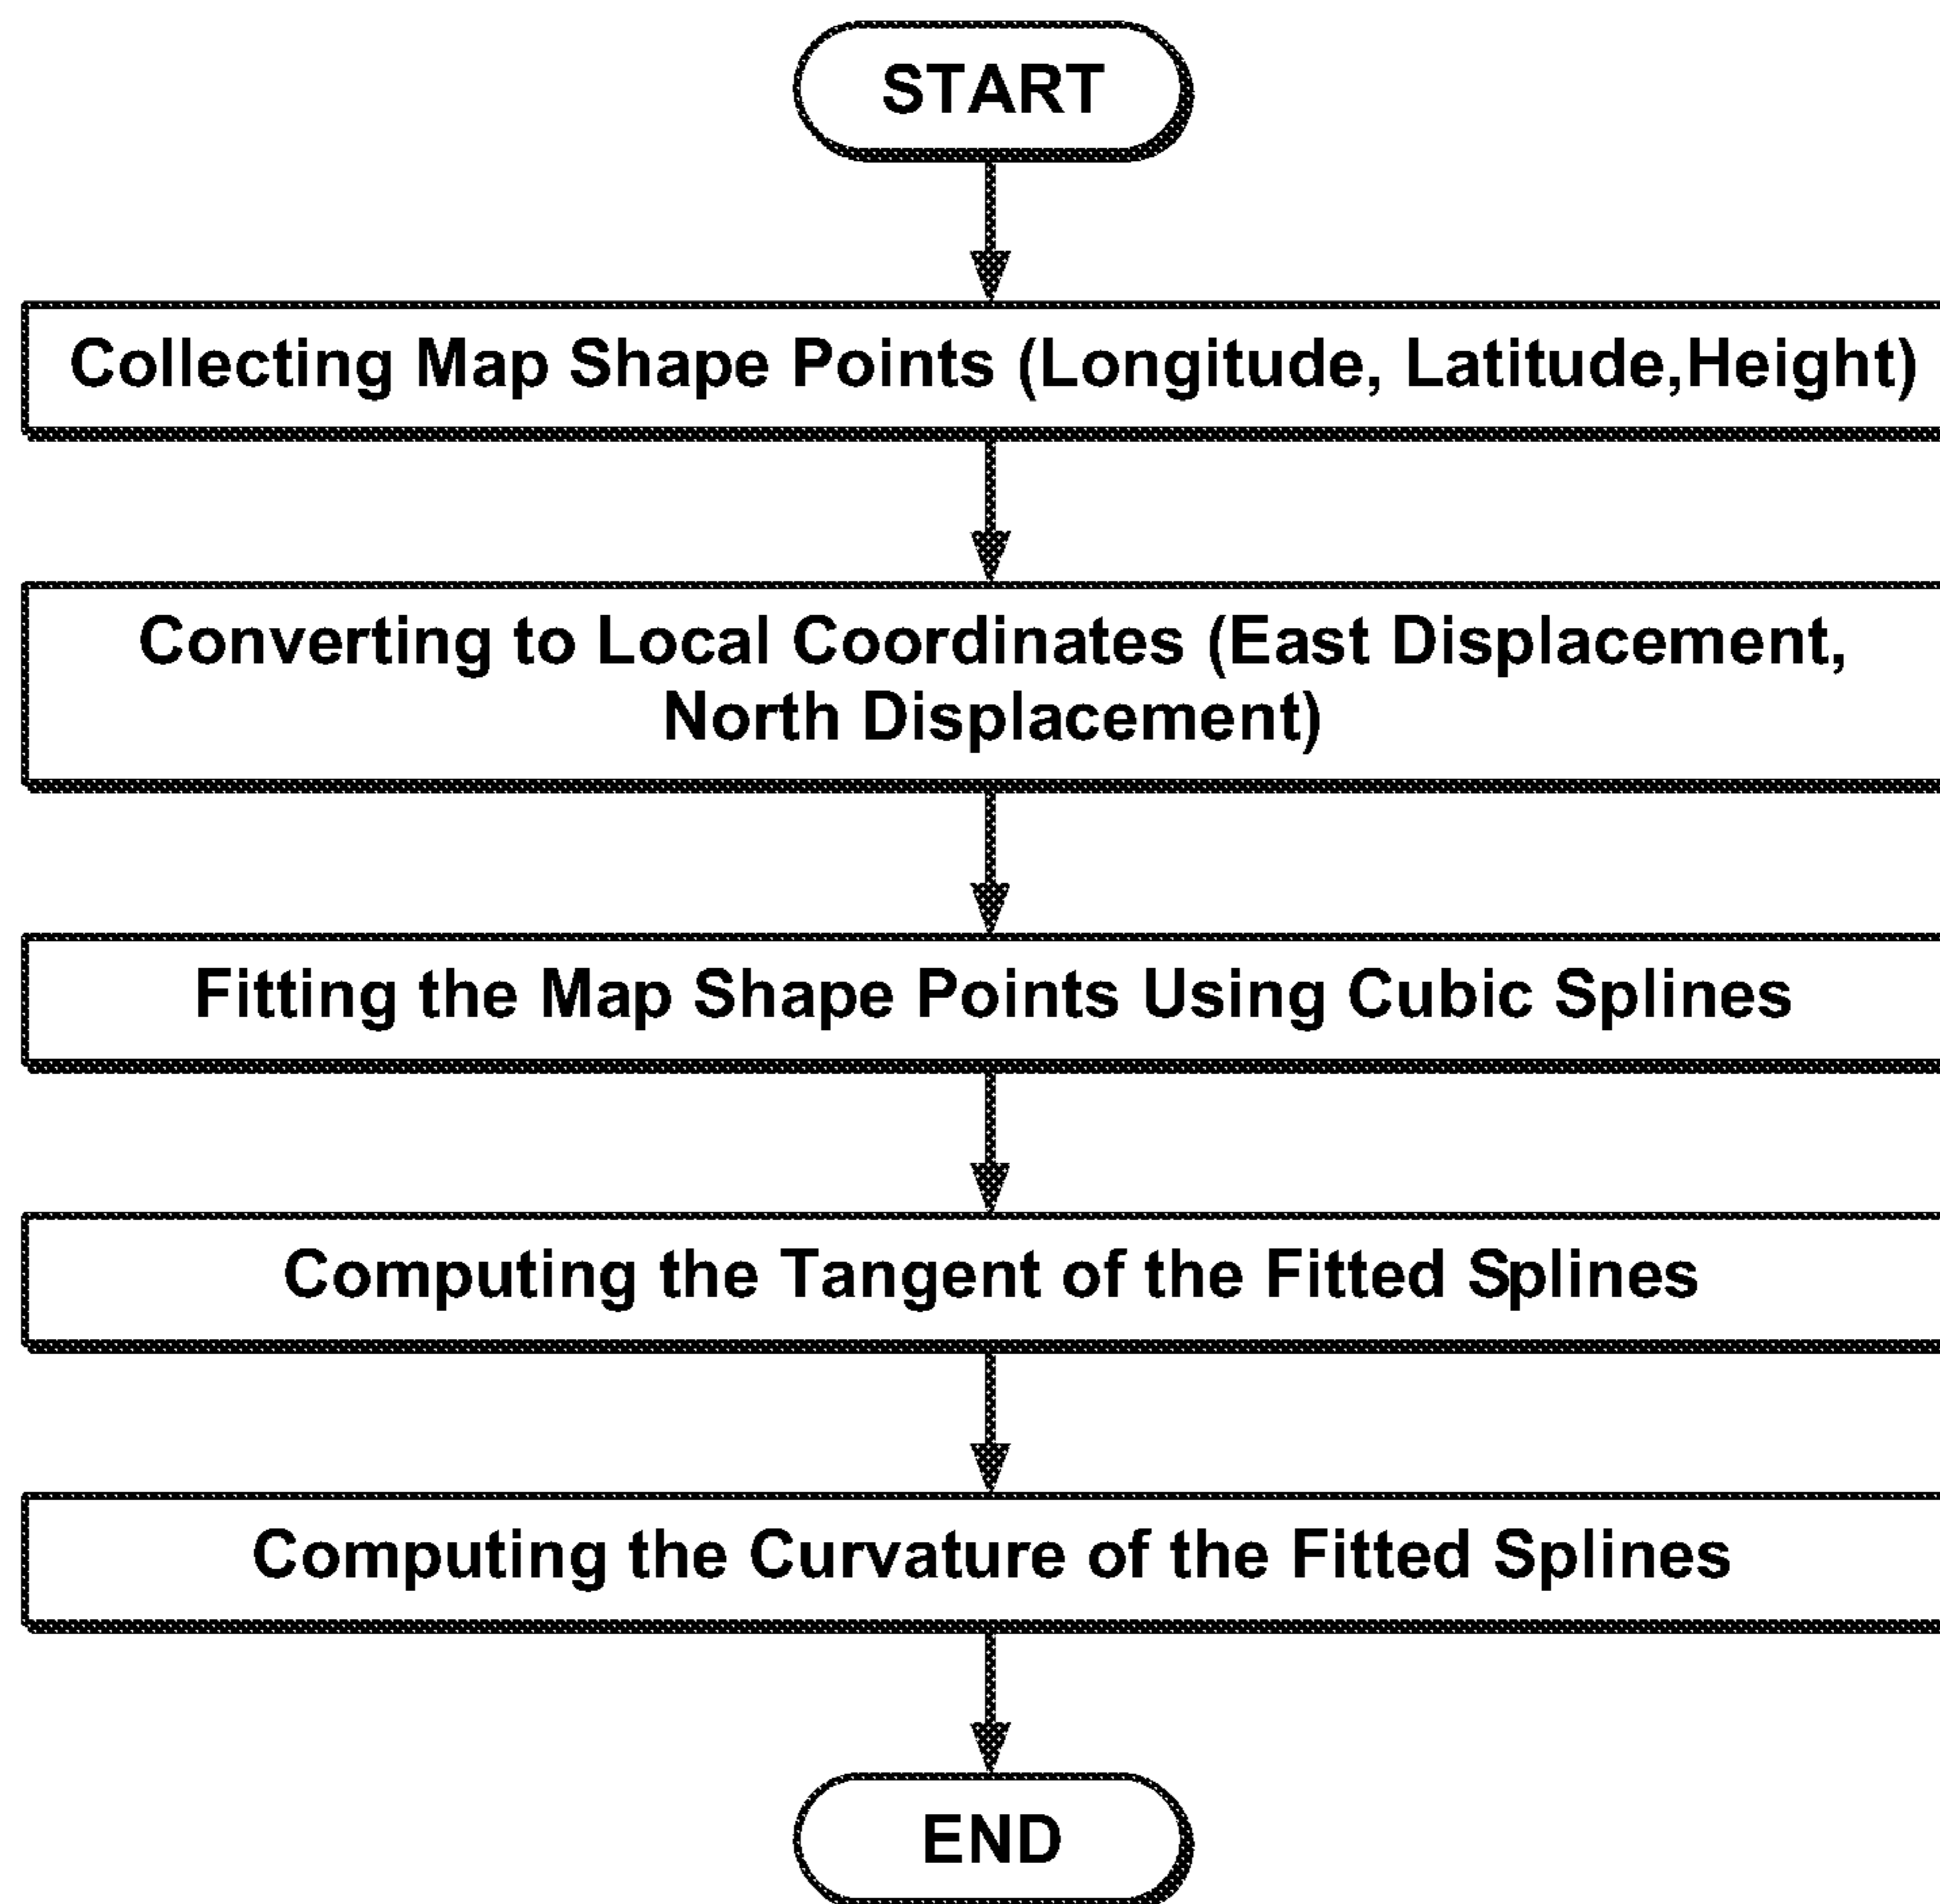 START
Collecting Map Shape Points (Longitude, Latitude,Height)
Converting to Local Coordinates (East Displacement,
North Displacement)
Fitting the Map Shape Points Using Cubic Splines
Computing the Tangent of the Fitted Splines
Computing the Curvature of the Fitted Splines
END